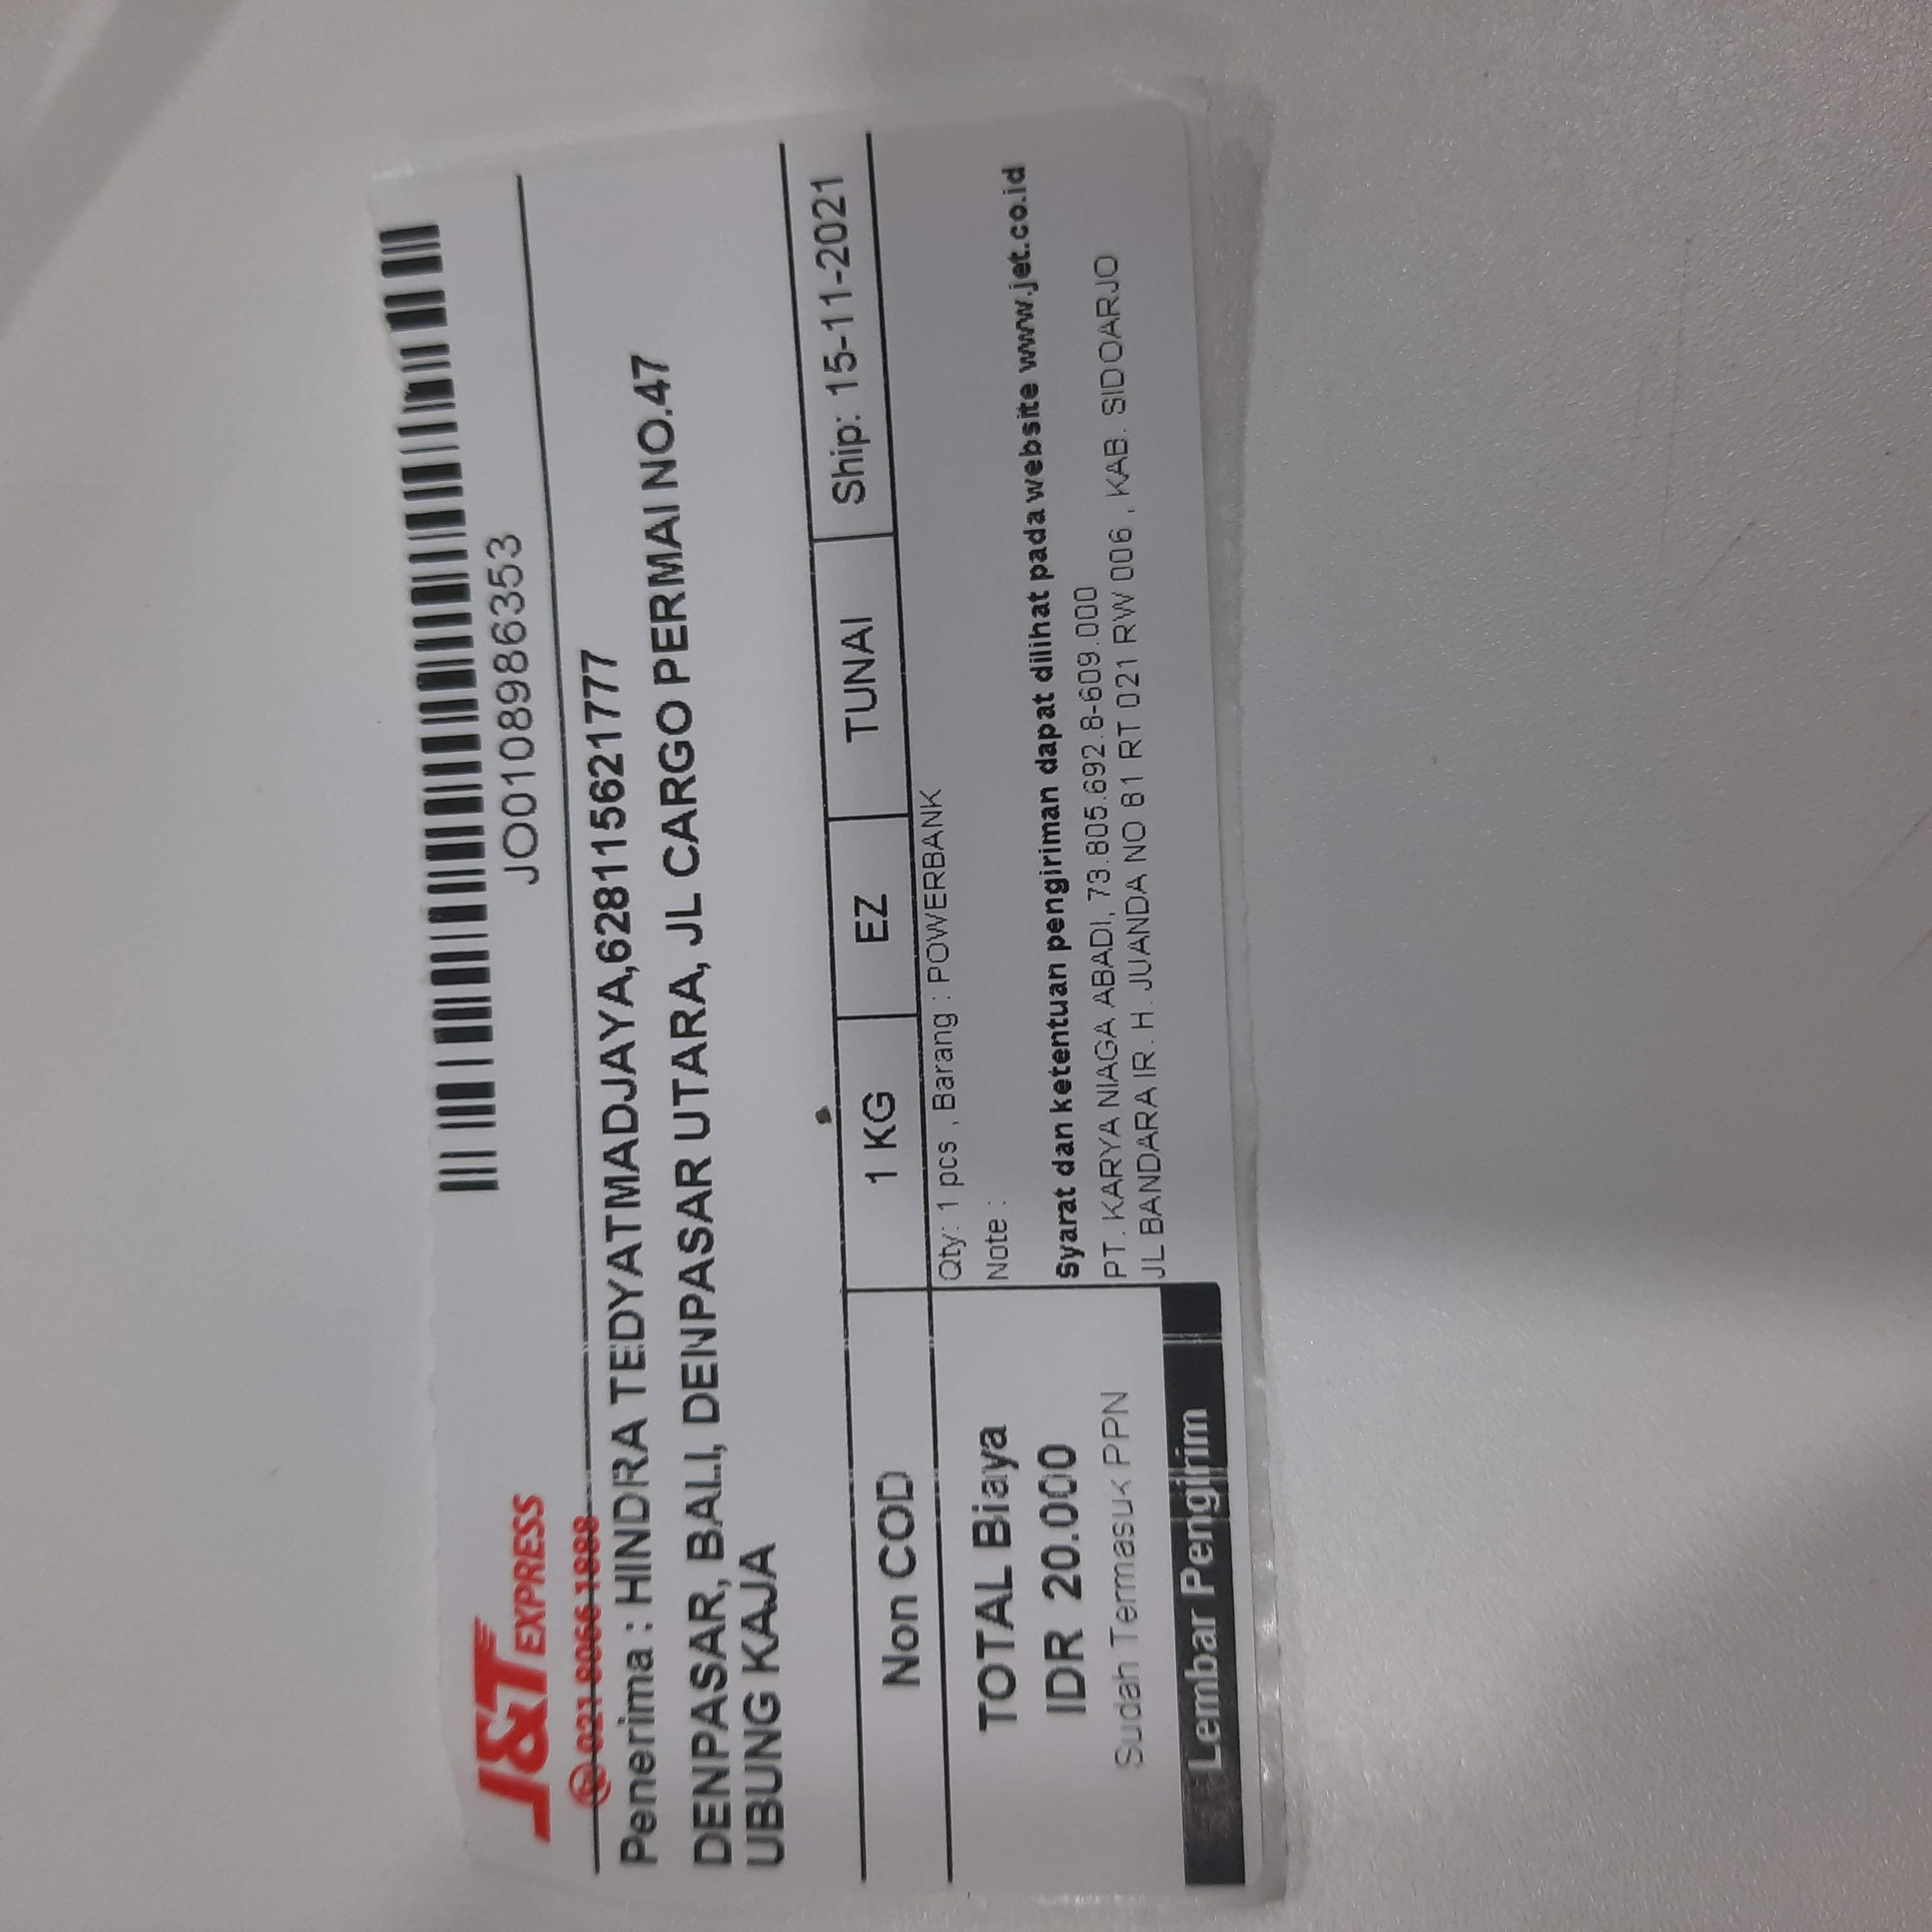 J&T EXPRESS
JO0108986353
021 8066 1888
Penerima : HINDRA TEDYATMADJAYA,628115621777
DENPASAR, BALI, DENPASAR UTARA, JL CARGO PERMAI NO.47
UBUNG KAJA
Non COD
1 KG
EZ
TUNAI
Ship: 15-11-2021
TOTAL Biaya
IDR 20.000
Sudah Termasuk PPN
Lembar Pengirim
Qty: 1 pcs , Barang : POWERBANK
Note :
Syarat dan ketentuan pengiriman dapat dilihat pada website www.jet.co.id
PT. KARYA NIAGA ABADI, 73.805.692.8-609.000
JL BANDARA IR. H. JUANDA NO 81 RT 021 RW 006 , KAB. SIDOARJO